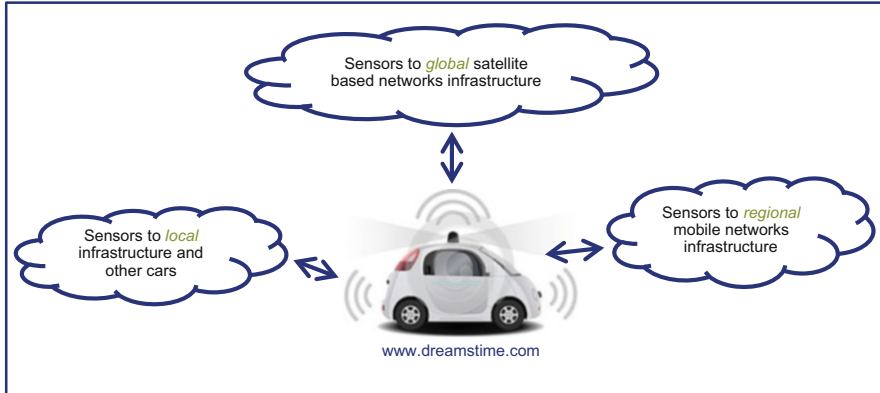 Sensors to global satellite
based networks infrastructure
Sensors to local
infrastructure and
other cars
Sensors to regional
mobile networks
infrastructure
www.dreamstime.com